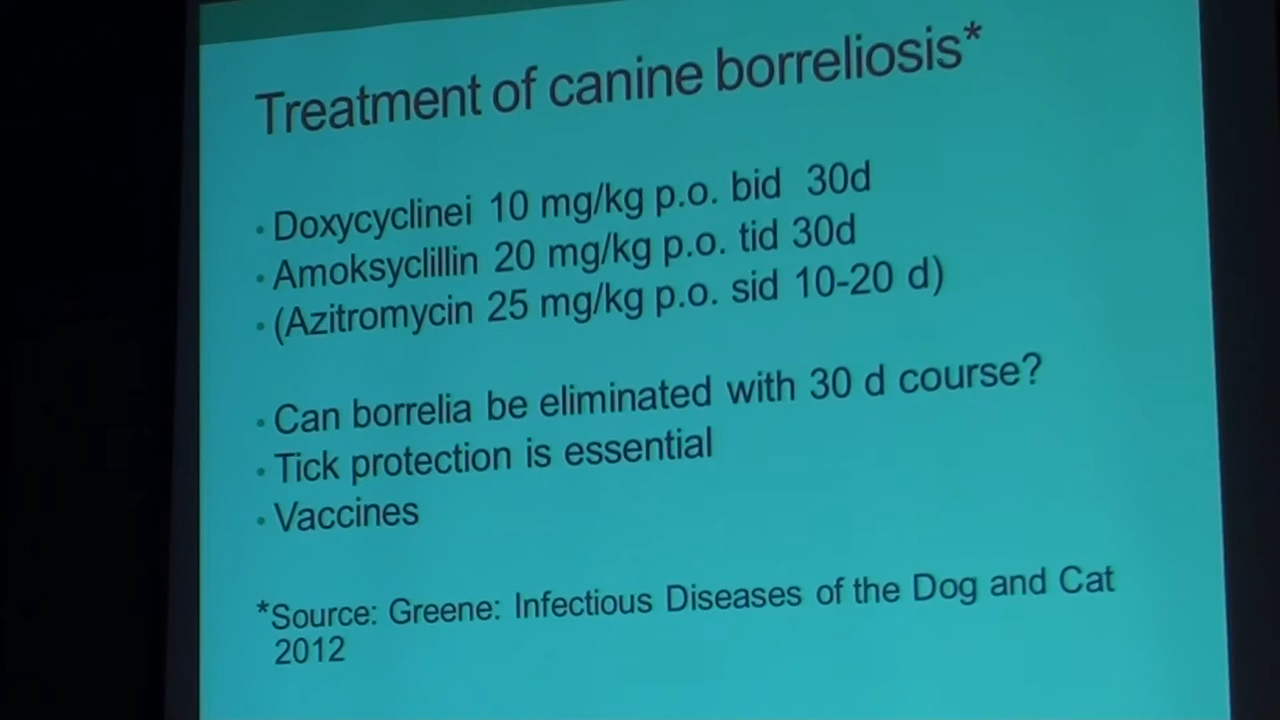 Treatment of canine borreliosis*
• Doxycyclinei 10 mg/kg p.o. bid 30d
• Amoksyclillin 20 mg/kg p.o. tid 30d
• (Azitromycin 25 mg/kg p.o. sid 10-20 d)
• Can borrelia be eliminated with 30 d course?
• Tick protection is essential
• Vaccines
*Source: Greene: Infectious Diseases of the Dog and Cat
2012